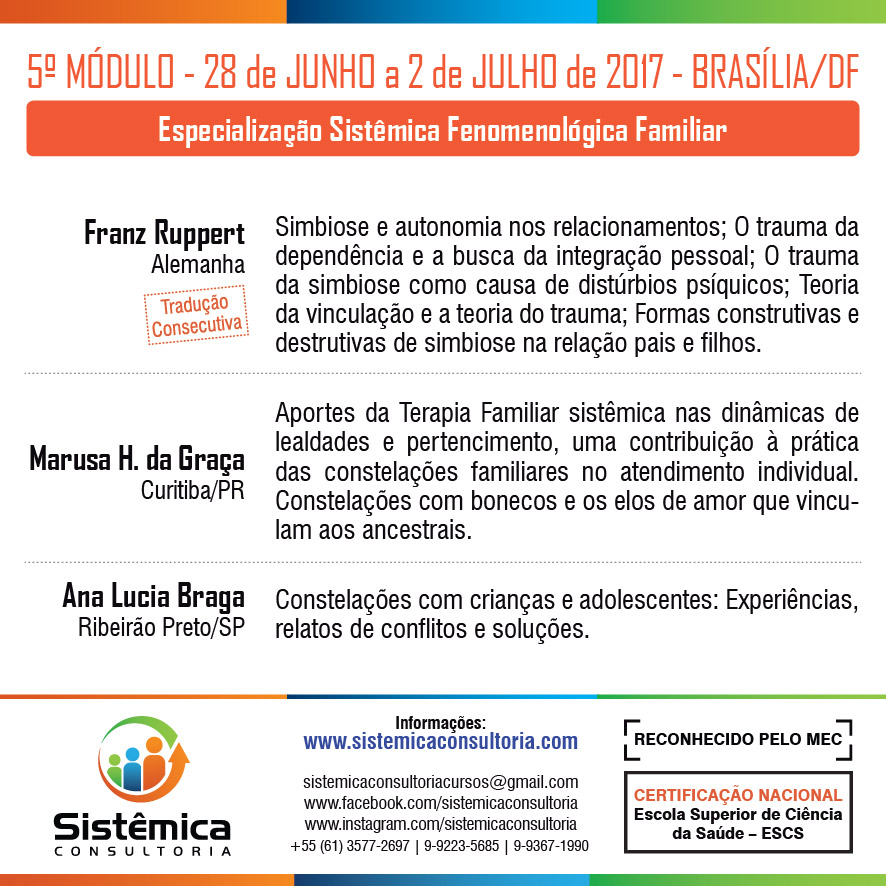 5º MÓDULO - 28 de JUNHO a 2 de JULHO de 2017 - BRASÍLIA/DF
Especialização Sistêmica Fenomenológica Familiar
Franz Ruppert
Alemanha
Tradução
Consecutiva
Simbiose e autonomia nos relacionamentos; O trauma da
dependência e a busca da integração pessoal; O trauma
da simbiose como causa de distúrbios psíquicos; Teoria
da vinculação e a teoria do trauma; Formas construtivas e
destrutivas de simbiose na relação pais e filhos.
Marusa H. da Graça
Curitiba/PR
Aportes da Terapia Familiar sistêmica nas dinâmicas de
lealdades e pertencimento, uma contribuição à prática
das constelações familiares no atendimento individual.
Constelações com bonecos e os elos de amor que vincu-
lam aos ancestrais.
Ana Lucia Braga
Ribeirão Preto/SP
Constelações com crianças e adolescentes: Experiências,
relatos de conflitos e soluções.
Sistêmica
CONSULTORIA
Informações:
www.sistemicaconsultoria.com
sistemicaconsultoriacursos@gmail.com
www.facebook.com/sistemicaconsultoria
www.instagram.com/sistemicaconsultoria
+55 (61) 3577-2697 | 9-9223-5685 | 9-9367-1990
RECONHECIDO PELO MEC
CERTIFICAÇÃO NACIONAL
Escola Superior de Ciência
da Saúde – ESCS